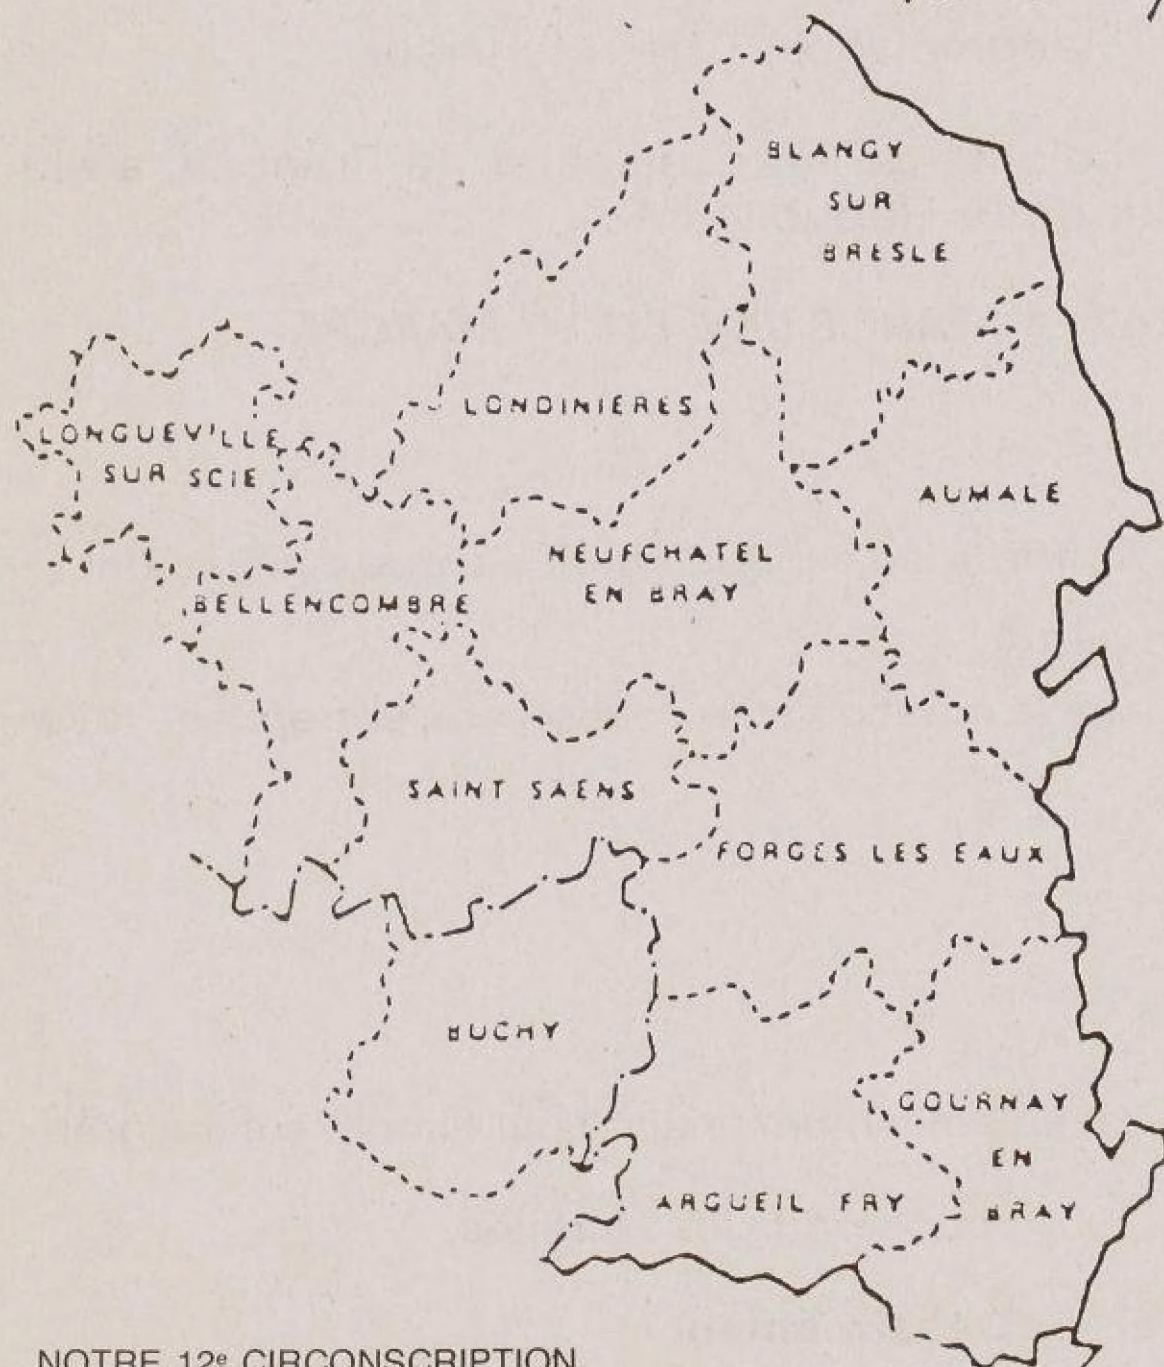 BLANGY
SUR
BRESLE
LONDINIERES
LONGUEVILLE
SUR SCIE
AUMALE
NEUFCHATEL
EN BRAY
BELLENCOMBRE
SAINT SAENS
FORGES LES EAUX
BUCHY
GOURNAY
EN
BRAY
ARGUEIL FRY
NOTRE 12e CIRCONSCRIPTION